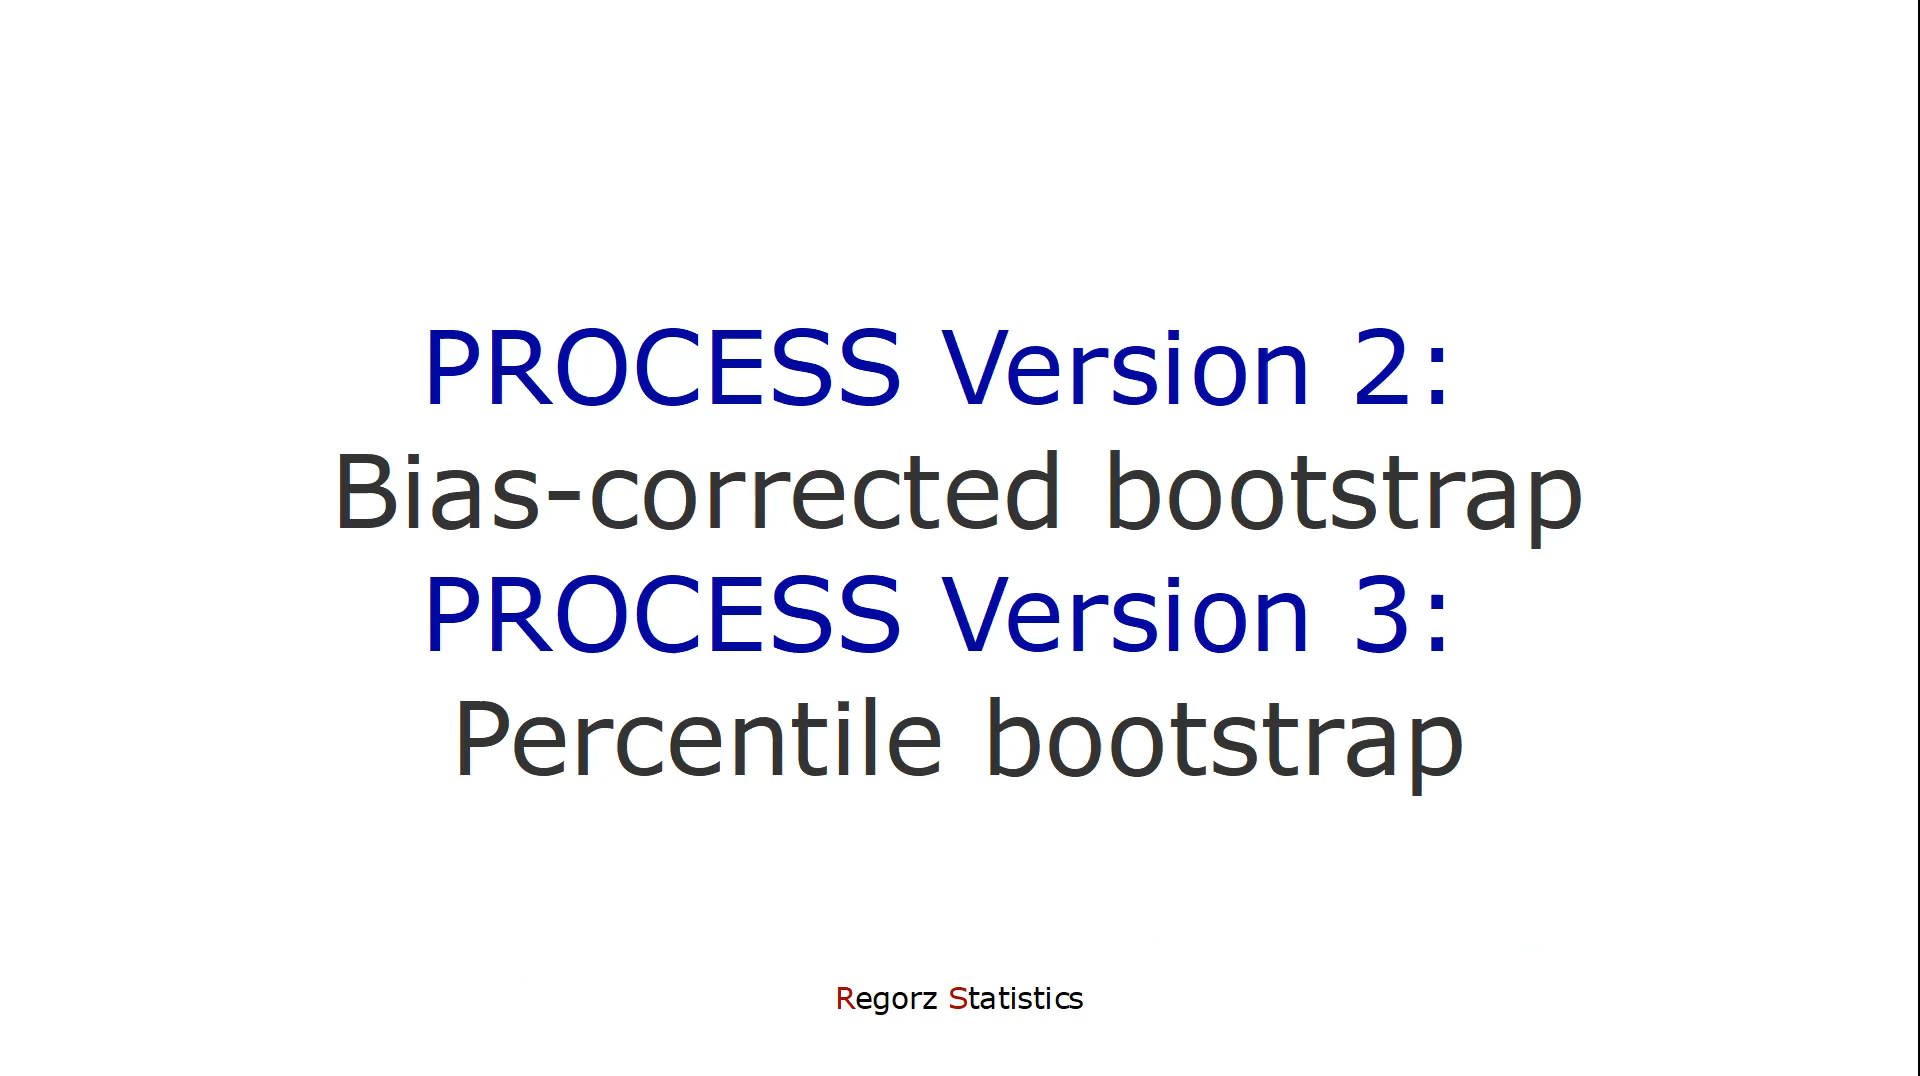 PROCESS Version 2:
Bias-corrected bootstrap
PROCESS Version 3:
Percentile bootstrap
Regorz Statistics